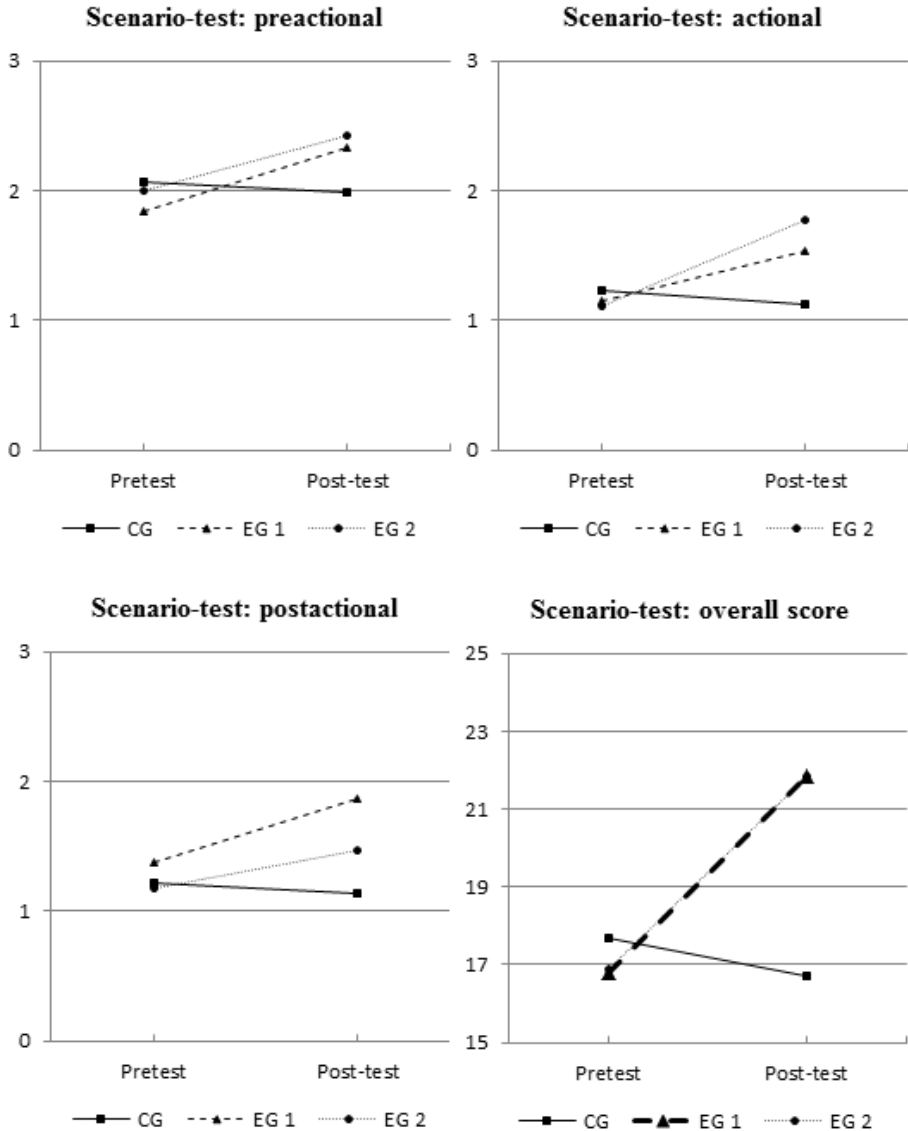 Scenario-test: preactional
3
2
1
0
Pretest Post-test
CG EG 1 EG 2
Scenario-test: actional
3
2
1
0
Pretest Post-test
CG EG 1 EG 2
Scenario-test: postactional
3
2
1
0
Pretest Post-test
CG EG 1 EG 2
Scenario-test: overall score
25
23
21
19
17
15
Pretest Post-test
CG EG 1 EG 2